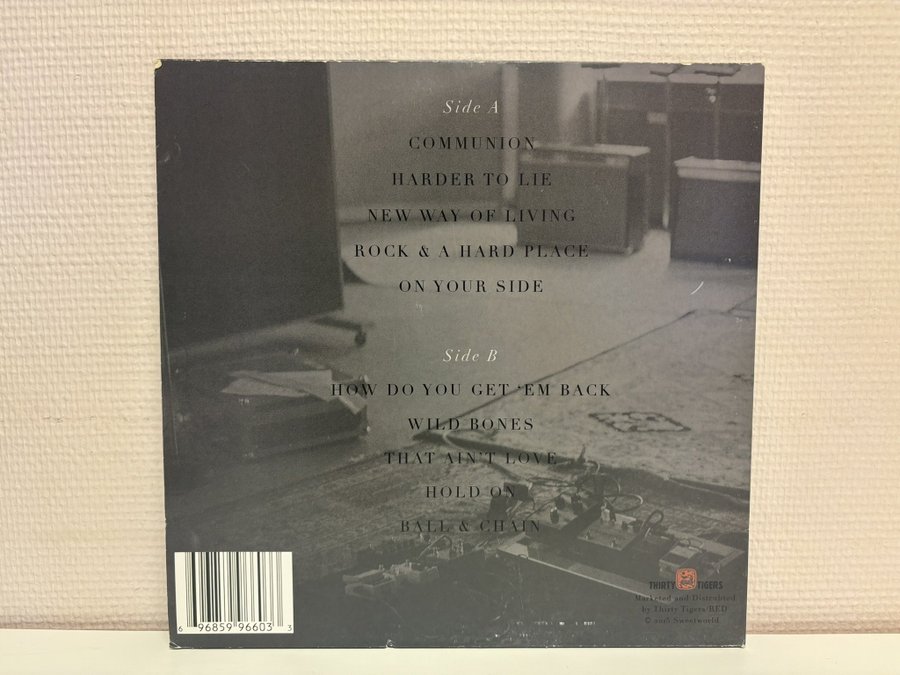 Side A
COMMUNION
HARDER TO LIE
NEW WAY OF LIVING
ROCK & A HARD PLACE
ON YOUR SIDE
Side B
HOW DO YOU GET 'EM BACK
WILD BONES
THAT AIN'T LOVE
HOLD ON
BALL & CHAIN
THIRTY TIGERS
Marketed and Distributed
by Thirty Tigers/RED
Sweetworld
6 96859 96603 3